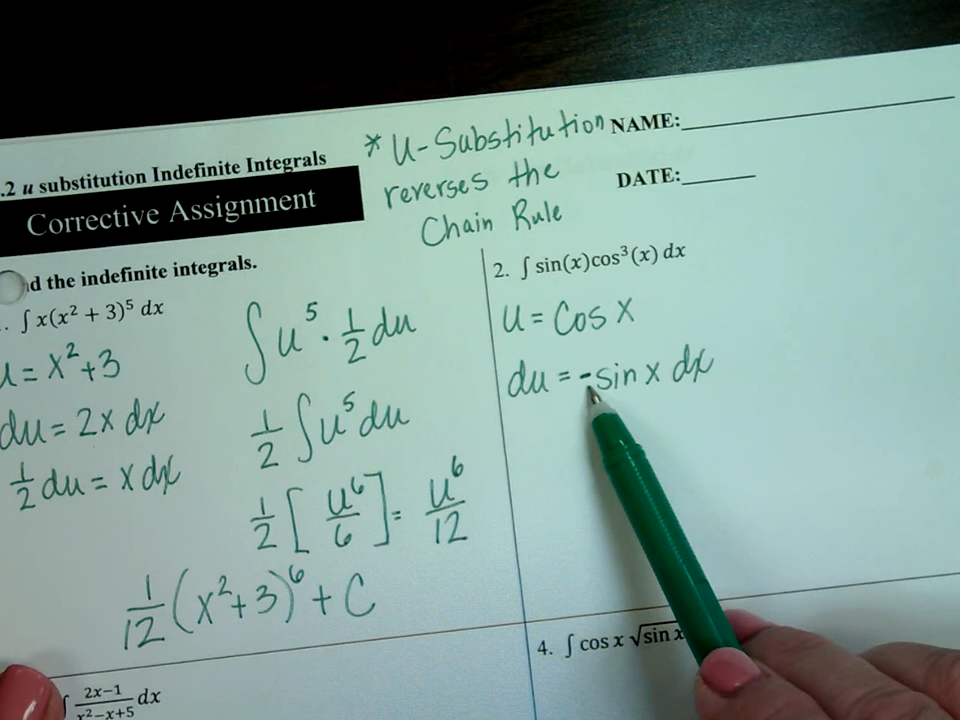 .2 u substitution Indefinite Integrals
Corrective Assignment
* U-Substitution
reverses the
Chain Rule
NAME:
DATE:
d the indefinite integrals.
. ∫ x(x² + 3)⁵ dx
u = x²+3
du = 2x dx
½ du = x dx
∫ u⁵ · ½ du
½ ∫ u⁵ du
½ [ u⁶/6 ] = u⁶/12
1/12 (x²+3)⁶ + C
2. ∫ sin(x)cos³(x) dx
u = cos x
du = -sin x dx
∫ 2x−1/x²−x+5 dx
4. ∫ cos x √sin x